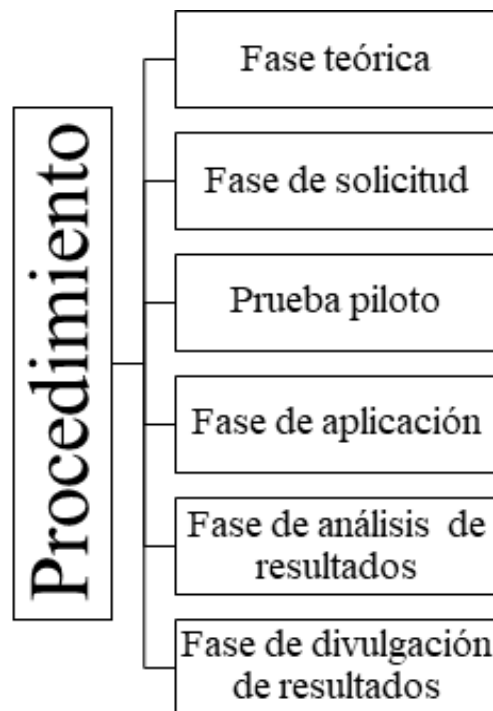 Procedimiento
Fase teórica
Fase de solicitud
Prueba piloto
Fase de aplicación
Fase de análisis de
resultados
Fase de divulgación
de resultados